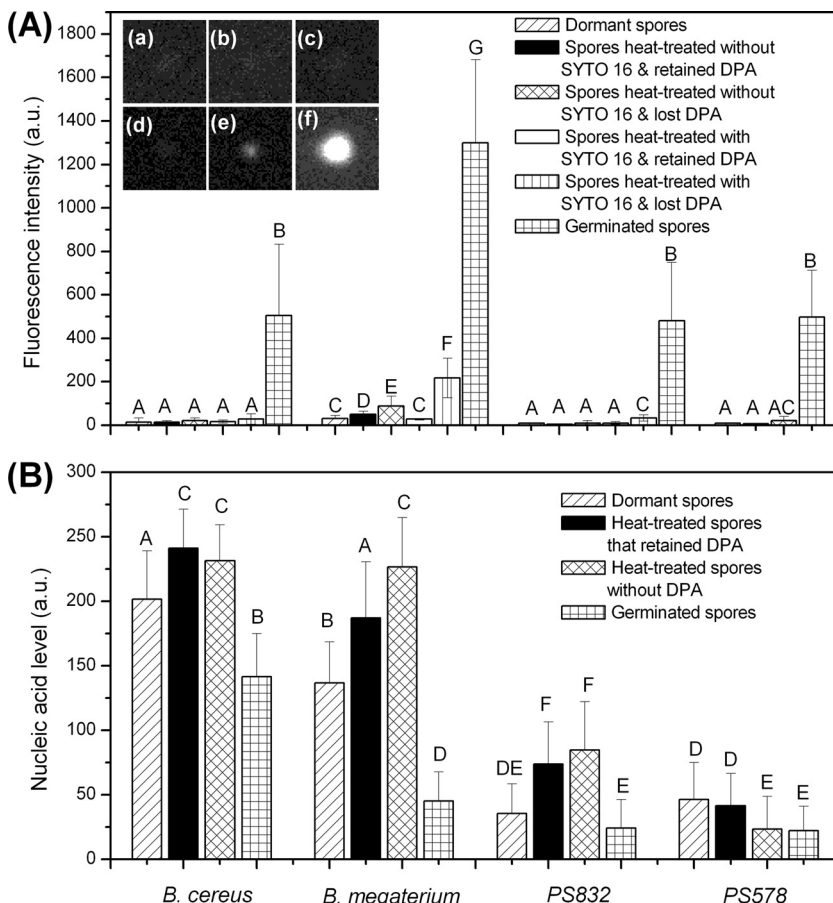 (A)
1800
1600
1400
1200
1000
800
600
400
200
0
Fluorescence intensity (a.u.)
(a) (b) (c)
(d) (e) (f)
Dormant spores
Spores heat-treated without
SYTO 16 & retained DPA
Spores heat-treated without
SYTO 16 & lost DPA
Spores heat-treated with
SYTO 16 & retained DPA
Spores heat-treated with
SYTO 16 & lost DPA
Germinated spores
A A A A A B
C D E C F G
A A A A C B
A A AC B
(B)
300
250
200
150
100
50
0
Nucleic acid level (a.u.)
Dormant spores
Heat-treated spores
that retained DPA
Heat-treated spores
without DPA
Germinated spores
A C C B
B A C D
DE F F E
D D E E
B. cereus B. megaterium PS832 PS578